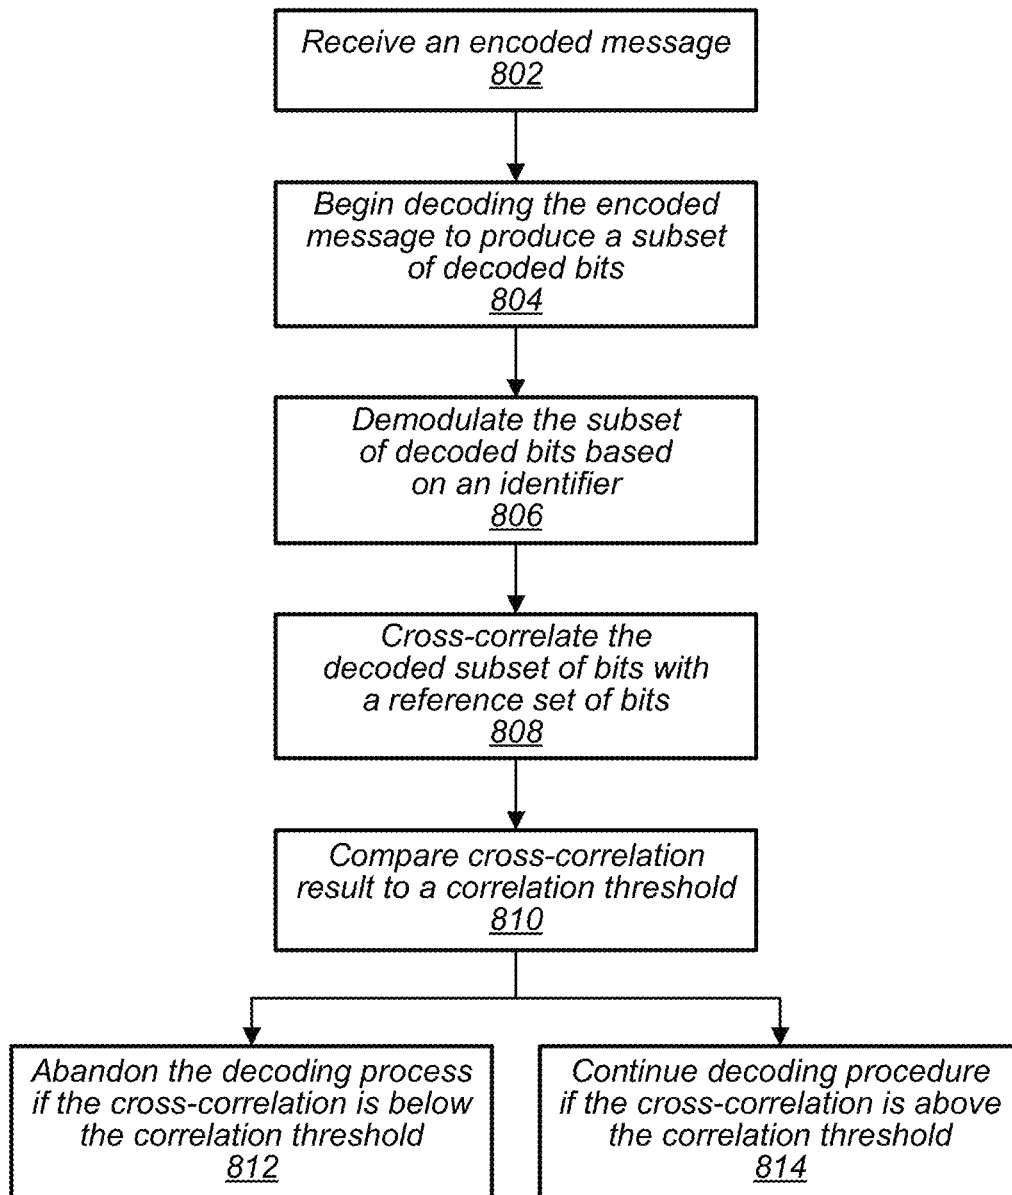 Receive an encoded message
802
Begin decoding the encoded
message to produce a subset
of decoded bits
804
Demodulate the subset
of decoded bits based
on an identifier
806
Cross-correlate the
decoded subset of bits with
a reference set of bits
808
Compare cross-correlation
result to a correlation threshold
810
Abandon the decoding process
if the cross-correlation is below
the correlation threshold
812
Continue decoding procedure
if the cross-correlation is above
the correlation threshold
814